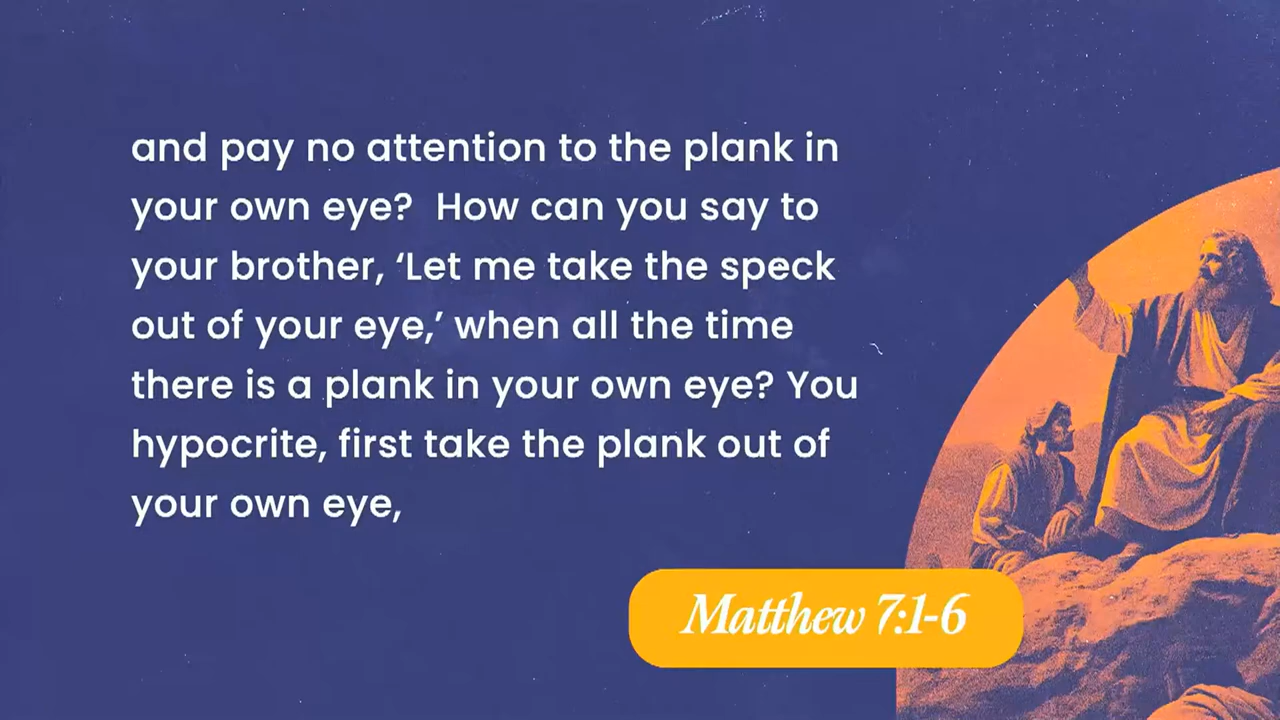 and pay no attention to the plank in
your own eye?  How can you say to
your brother, ‘Let me take the speck
out of your eye,’ when all the time
there is a plank in your own eye? You
hypocrite, first take the plank out of
your own eye,
Matthew 7:1-6